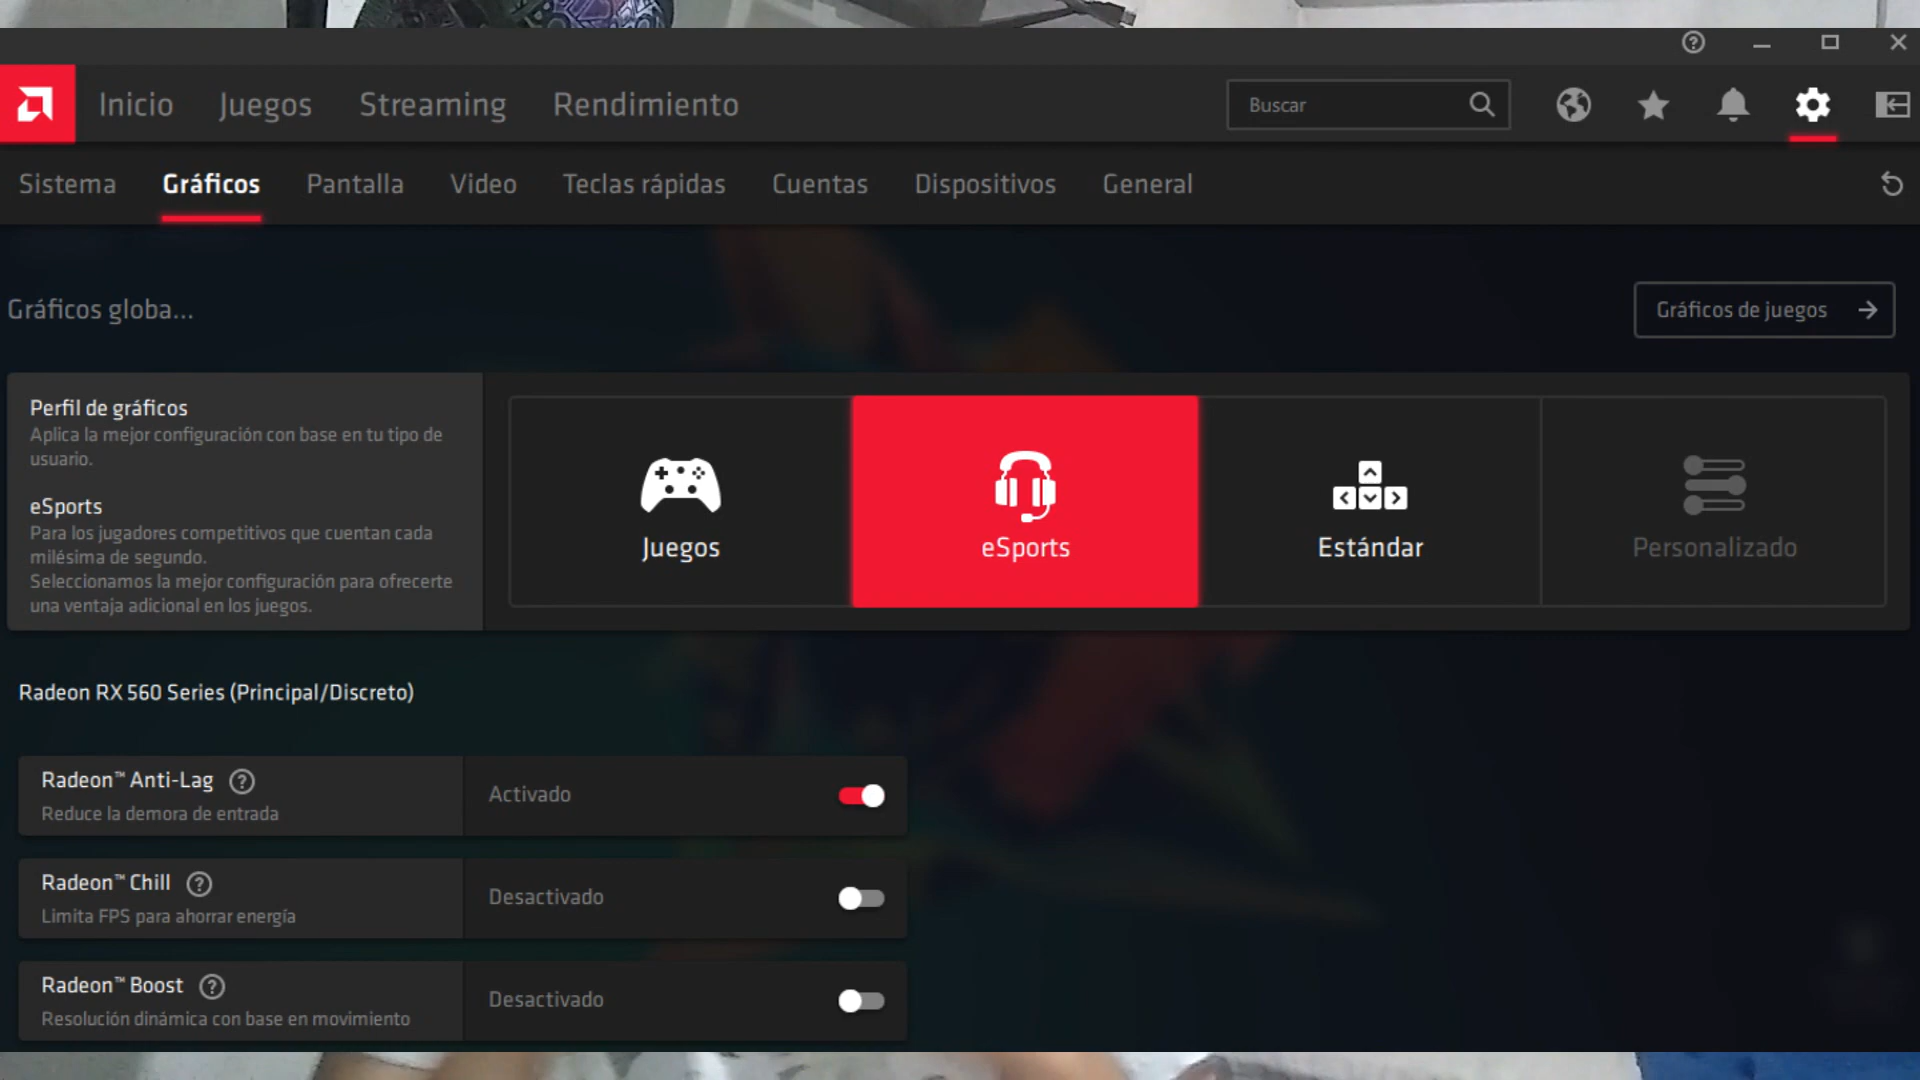 Inicio Juegos Streaming Rendimiento Buscar
Sistema Gráficos Pantalla Video Teclas rápidas Cuentas Dispositivos General
Gráficos globa...
Gráficos de juegos
Perfil de gráficos
Aplica la mejor configuración con base en tu tipo de
usuario.
eSports
Para los jugadores competitivos que cuentan cada
milésima de segundo.
Seleccionamos la mejor configuración para ofrecerte
una ventaja adicional en los juegos.
Juegos
eSports
Estándar
Personalizado
Radeon RX 560 Series (Principal/Discreto)
Radeon™ Anti-Lag
Reduce la demora de entrada
Activado
Radeon™ Chill
Limita FPS para ahorrar energía
Desactivado
Radeon™ Boost
Resolución dinámica con base en movimiento
Desactivado